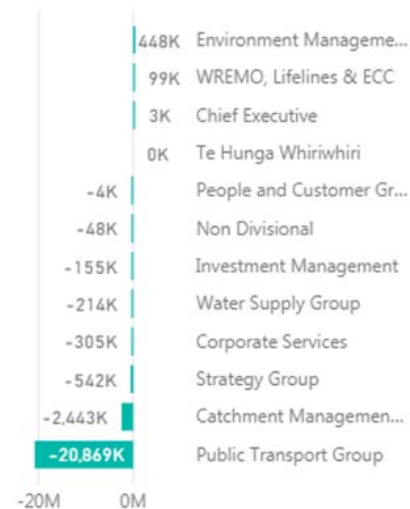 448K Environment Manageme...
99K WREMO, Lifelines & ECC
3K Chief Executive
0K Te Hunga Whiriwhiri
-4K People and Customer Gr...
-48K Non Divisional
-155K Investment Management
-214K Water Supply Group
-305K Corporate Services
-542K Strategy Group
-2,443K Catchment Managemen...
-20,869K Public Transport Group
-20M 0M